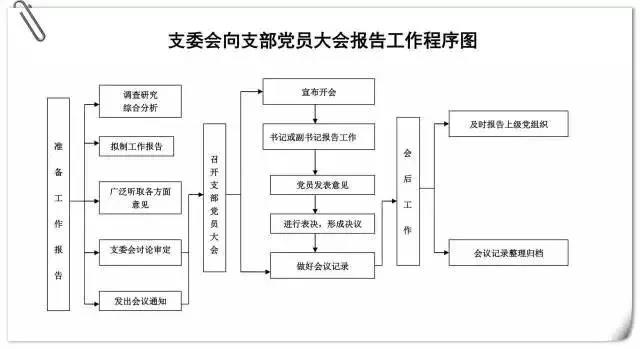 支委会向支部党员大会报告工作程序图
准备工作报告
调查研究
综合分析
拟制工作报告
广泛听取各方面
意见
支委会讨论审定
发出会议通知
召开支部党员大会
宣布开会
书记或副书记报告工作
党员发表意见
进行表决，形成决议
做好会议记录
会后工作
及时报告上级党组织
会议记录整理归档